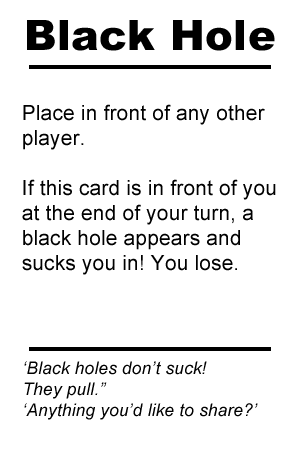 Black Hole
Place in front of any other
player.
If this card is in front of you
at the end of your turn, a
black hole appears and
sucks you in! You lose.
‘Black holes don’t suck!
They pull.”
‘Anything you’d like to share?’